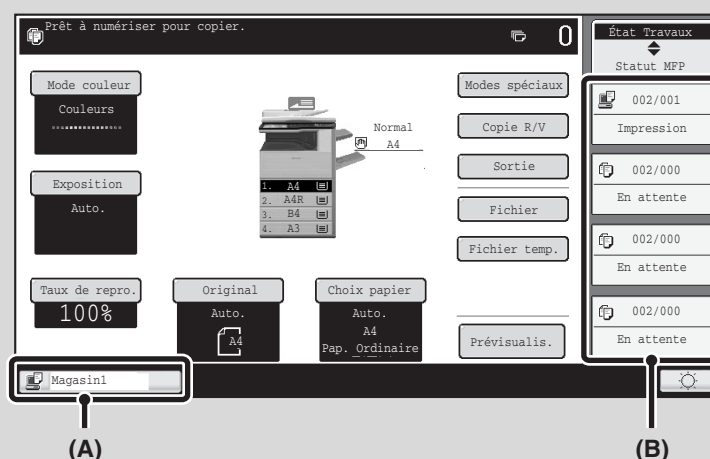 Prêt à numériser pour copier.
0
État Travaux
Statut MFP
Mode couleur
Couleurs
Exposition
Auto.
Taux de repro.
100%
Original
Auto.
A4
Choix papier
Auto.
A4
Pap. Ordinaire
Normal
A4
1. A4
2. A4R
3. B4
4. A3
Modes spéciaux
Copie R/V
Sortie
Fichier
Fichier temp.
Prévisualis.
002/001
Impression
002/000
En attente
002/000
En attente
002/000
En attente
Magasin1
(A)
(B)